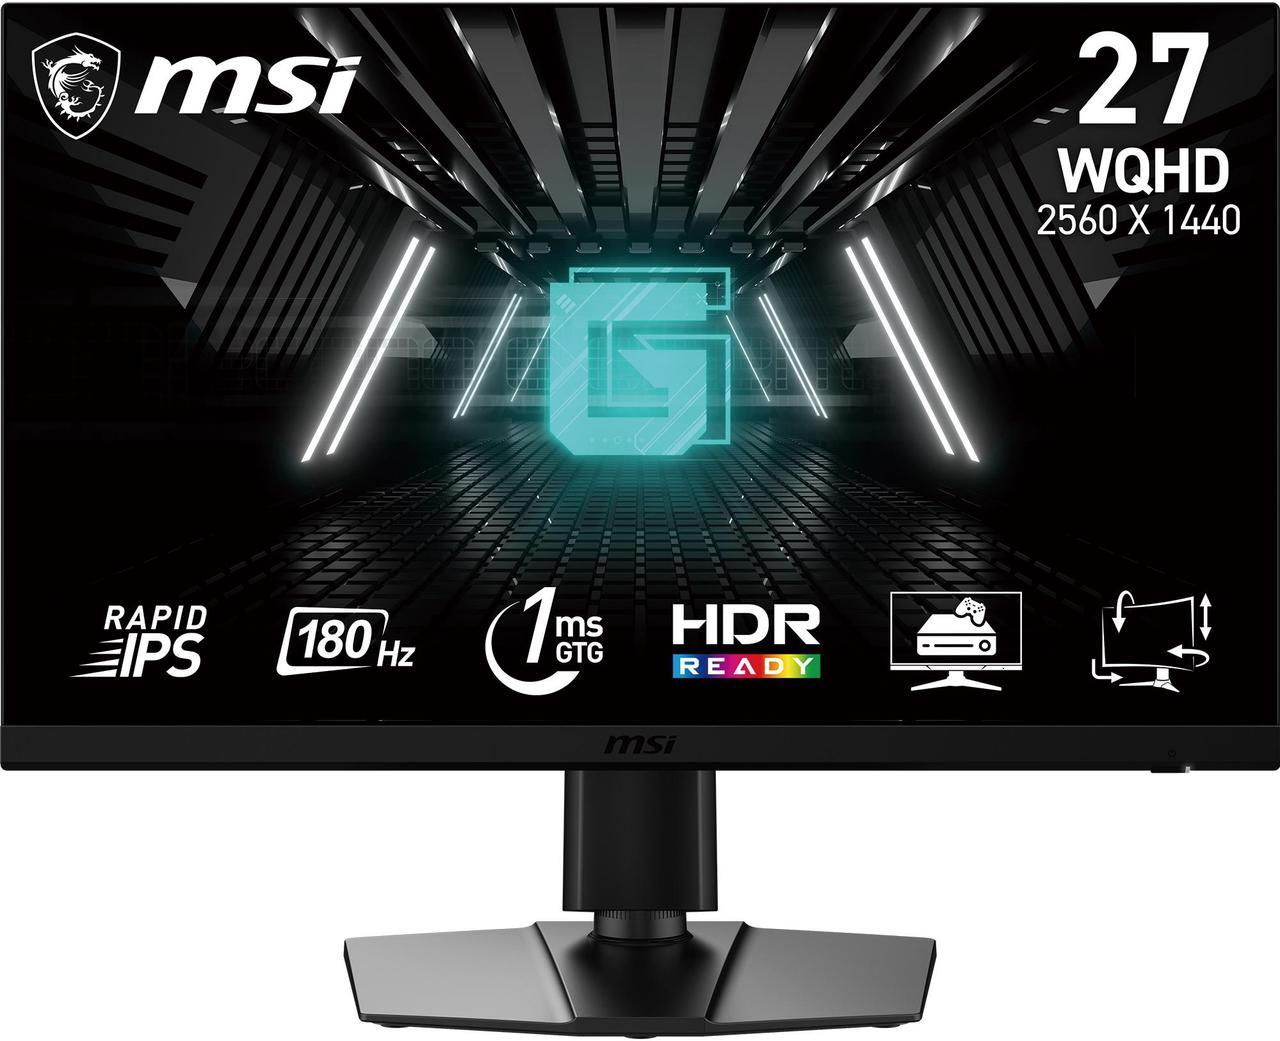 msi
27
WQHD
2560 X 1440
G
RAPID
IPS
180 Hz
1 ms
GTG
HDR
READY
msi